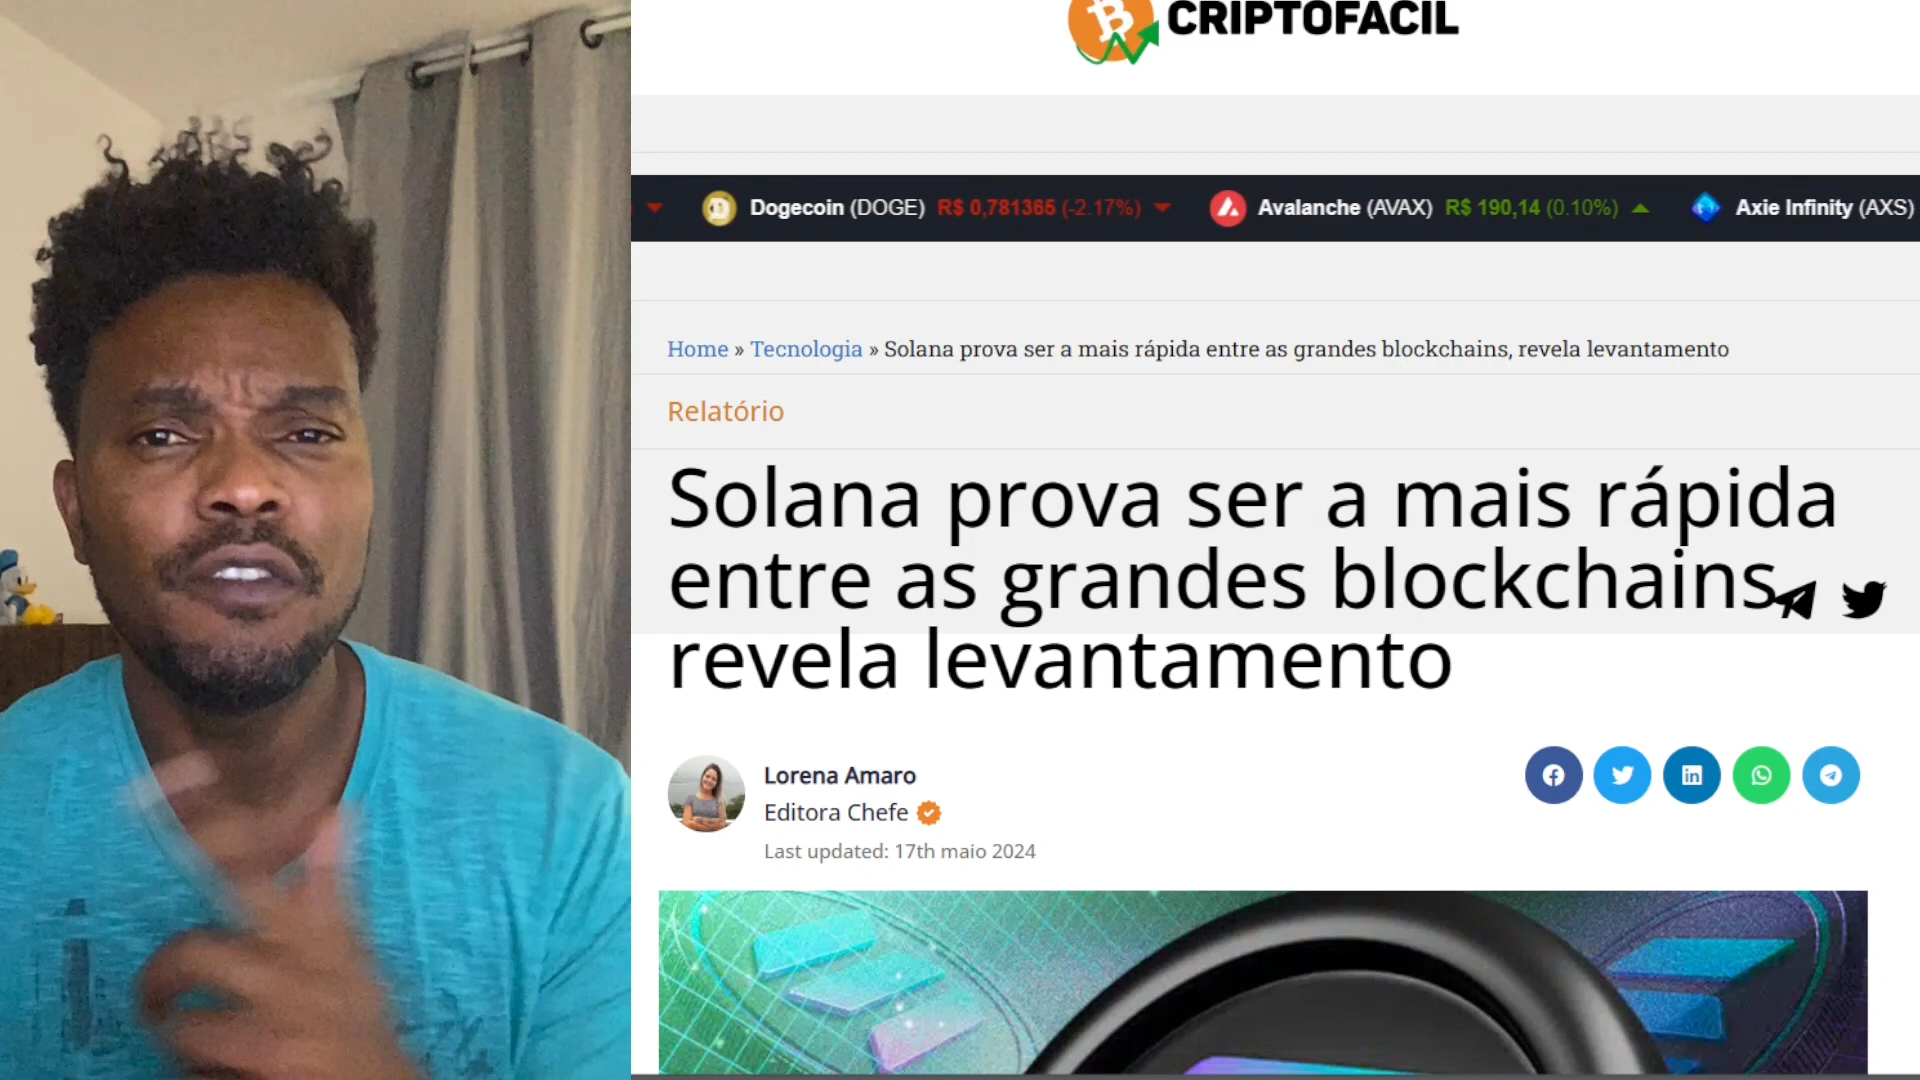 CRIPTOFACIL
Dogecoin (DOGE) R$ 0,781365 (-2.17%) Avalanche (AVAX) R$ 190,14 (0.10%) Axie Infinity (AXS)
Home » Tecnologia » Solana prova ser a mais rápida entre as grandes blockchains, revela levantamento
Relatório
Solana prova ser a mais rápida
entre as grandes blockchains,
revela levantamento
Lorena Amaro
Editora Chefe
Last updated: 17th maio 2024